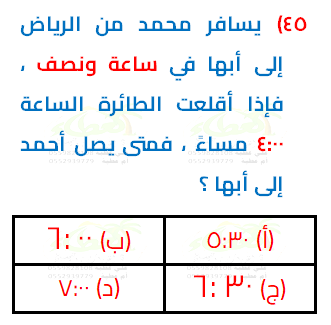 ٤٥) يسافر محمد من الرياض
إلى أبها في ساعة ونصف ،
فإذا أقلعت الطائرة الساعة
٤:٠٠ مساءً ، فمتى يصل أحمد
إلى أبها ؟
(أ) ٥:٣٠
(ب) ٦:٠٠
(ج) ٦:٣٠
(د) ٧:٠٠